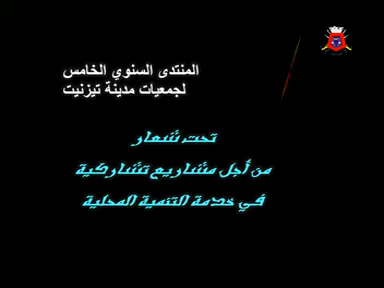 المنتدى السنوي الخامس
لجمعيات مدينة تيزنيت
تحت شعار
من أجل مشاريع تشاركية
في خدمة التنمية المحلية